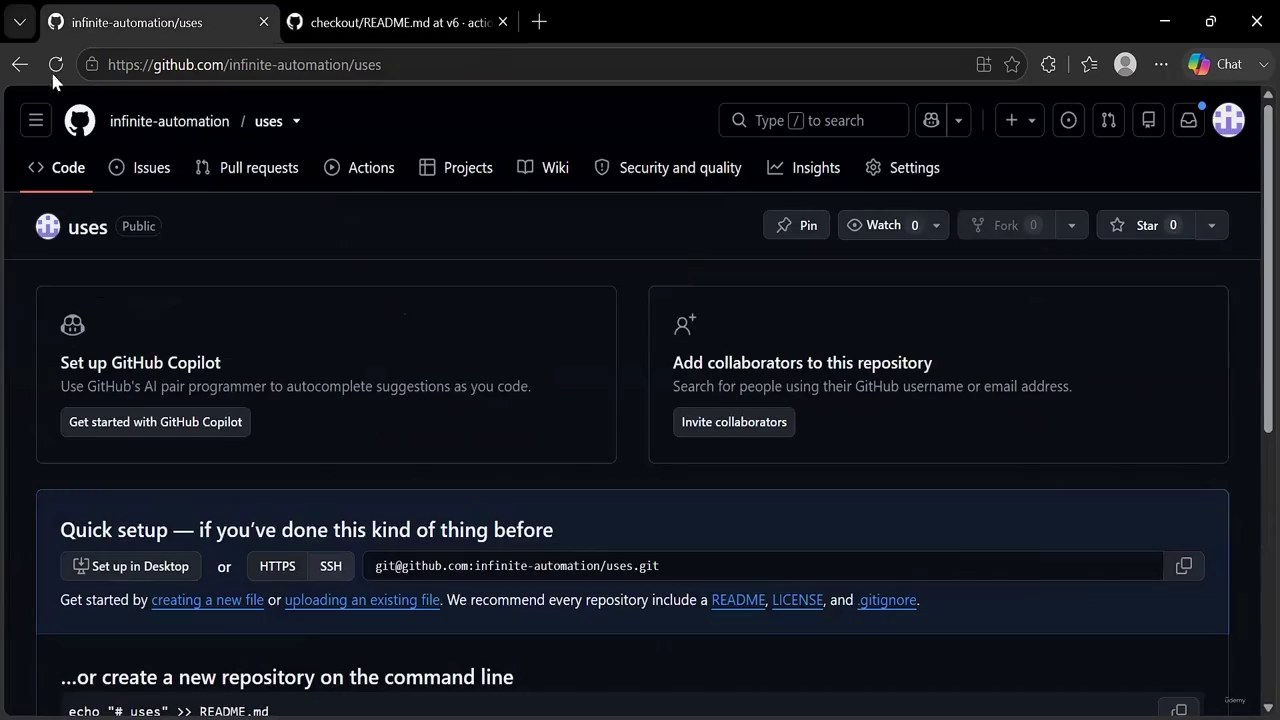 infinite-automation/uses
checkout/README.md at v6 · actio
https://github.com/infinite-automation/uses
Chat
infinite-automation / uses
Type / to search
Code
Issues
Pull requests
Actions
Projects
Wiki
Security and quality
Insights
Settings
uses Public
Pin
Watch 0
Fork 0
Star 0
Set up GitHub Copilot
Use GitHub's AI pair programmer to autocomplete suggestions as you code.
Get started with GitHub Copilot
Add collaborators to this repository
Search for people using their GitHub username or email address.
Invite collaborators
Quick setup — if you've done this kind of thing before
Set up in Desktop or HTTPS SSH git@github.com:infinite-automation/uses.git
Get started by creating a new file or uploading an existing file. We recommend every repository include a README, LICENSE, and .gitignore.
...or create a new repository on the command line
echo "# uses" >> README.md
Udemy